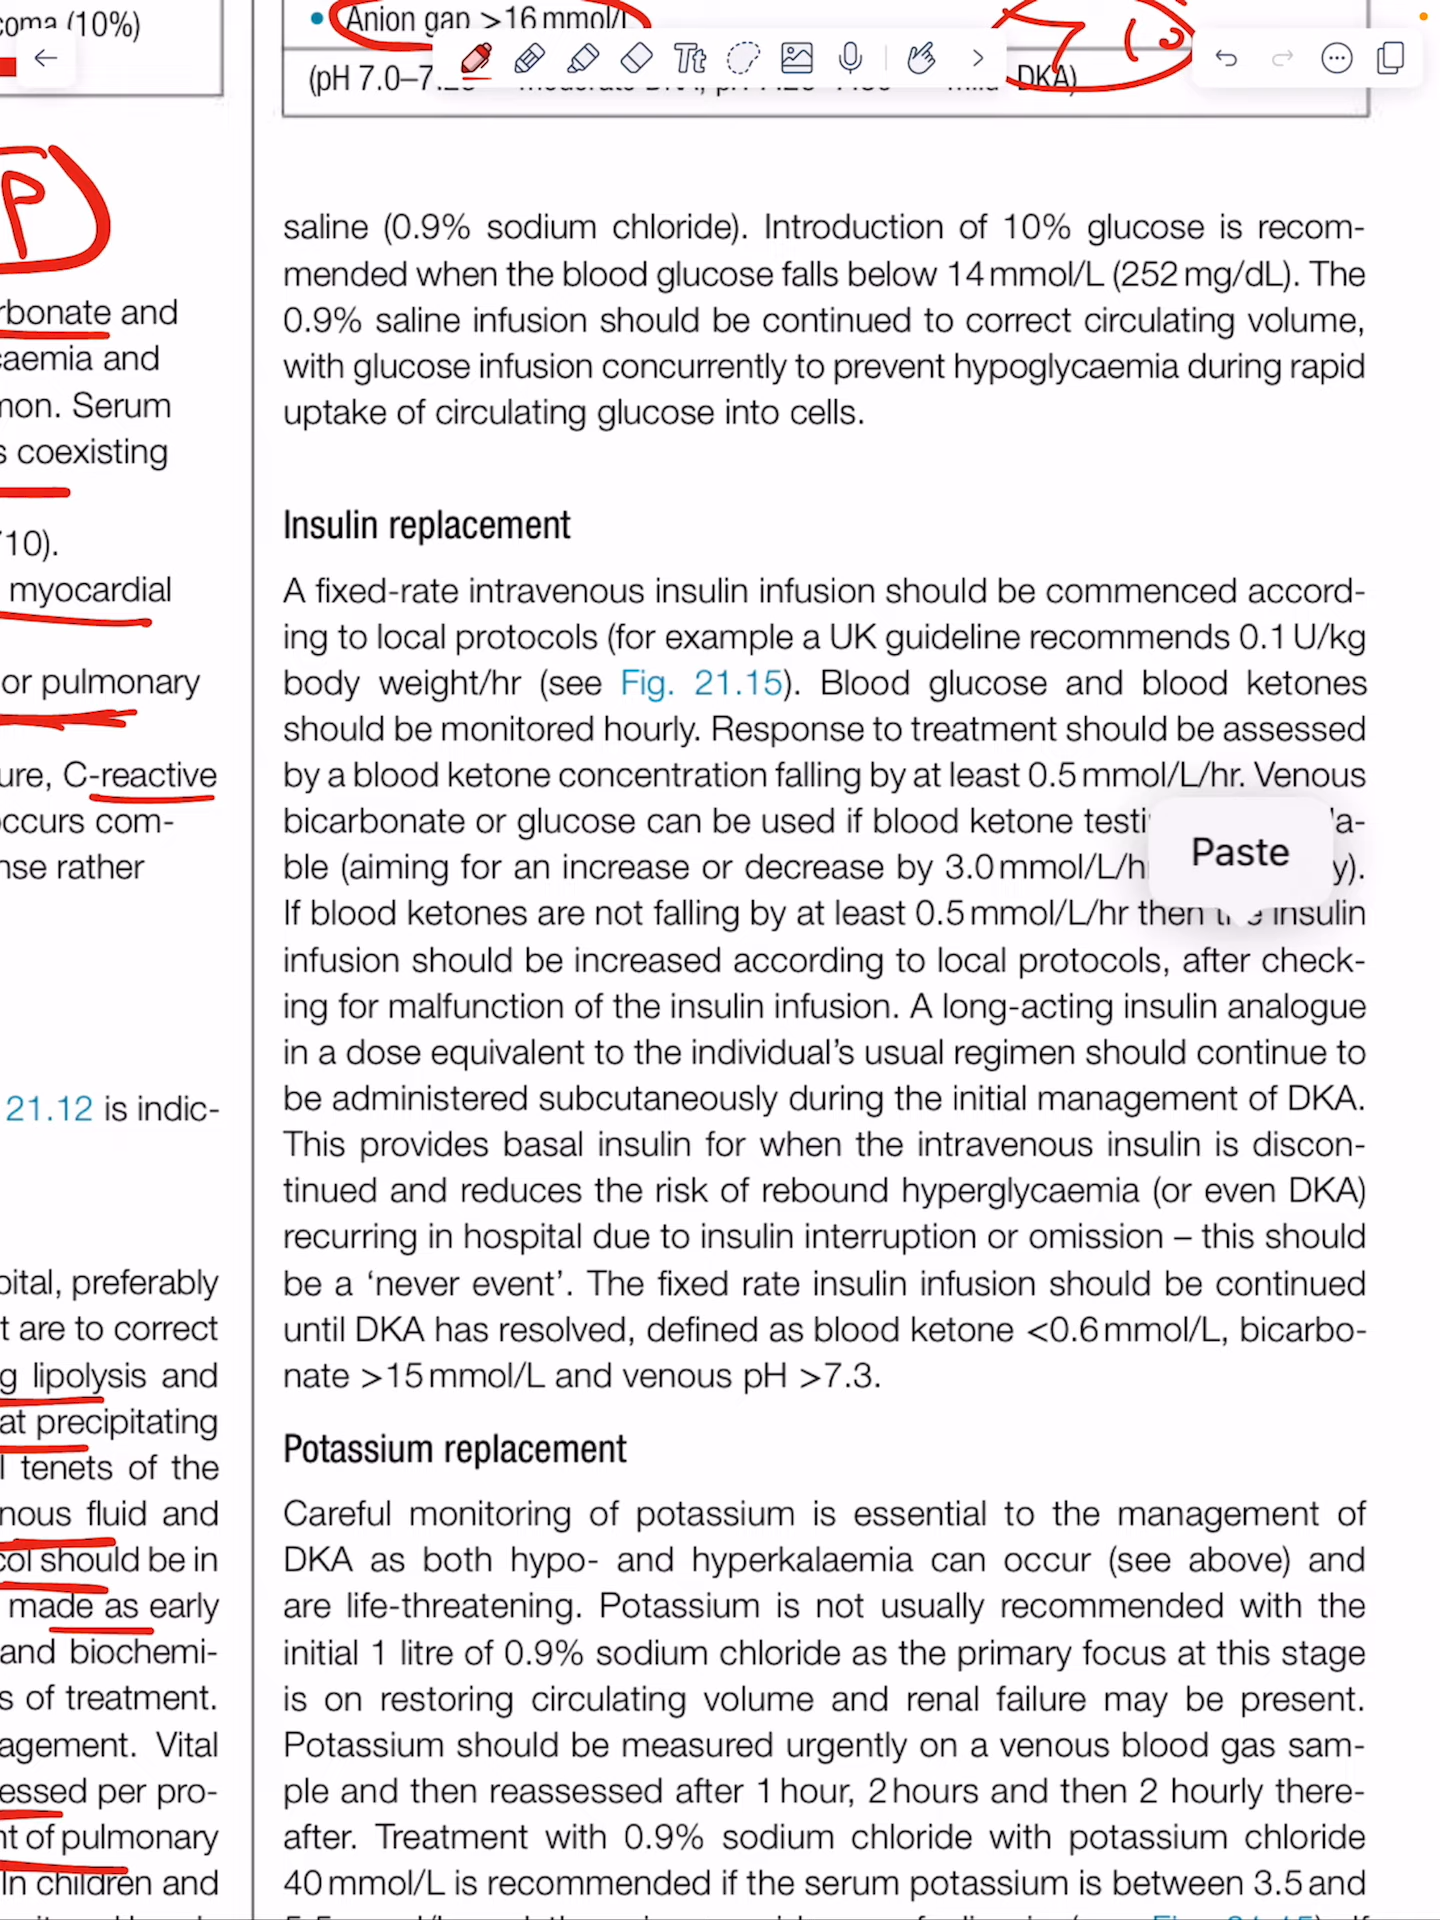 coma (10%)
rbonate and
caemia and
mon. Serum
s coexisting
10).
myocardial
or pulmonary
ure, C-reactive
occurs com-
nse rather
21.12 is indic-
pital, preferably
t are to correct
g lipolysis and
at precipitating
l tenets of the
nous fluid and
col should be in
made as early
and biochemi-
s of treatment.
agement. Vital
essed per pro-
nt of pulmonary
In children and
P
• Anion gap >16 mmol/L
Tt
(pH 7.0–7.
DKA)
saline (0.9% sodium chloride). Introduction of 10% glucose is recom-
mended when the blood glucose falls below 14 mmol/L (252 mg/dL). The
0.9% saline infusion should be continued to correct circulating volume,
with glucose infusion concurrently to prevent hypoglycaemia during rapid
uptake of circulating glucose into cells.
Insulin replacement
A fixed-rate intravenous insulin infusion should be commenced accord-
ing to local protocols (for example a UK guideline recommends 0.1 U/kg
body weight/hr (see Fig. 21.15). Blood glucose and blood ketones
should be monitored hourly. Response to treatment should be assessed
by a blood ketone concentration falling by at least 0.5 mmol/L/hr. Venous
bicarbonate or glucose can be used if blood ketone testi la-
Paste
ble (aiming for an increase or decrease by 3.0 mmol/L/h y).
If blood ketones are not falling by at least 0.5 mmol/L/hr then the insulin
infusion should be increased according to local protocols, after check-
ing for malfunction of the insulin infusion. A long-acting insulin analogue
in a dose equivalent to the individual’s usual regimen should continue to
be administered subcutaneously during the initial management of DKA.
This provides basal insulin for when the intravenous insulin is discon-
tinued and reduces the risk of rebound hyperglycaemia (or even DKA)
recurring in hospital due to insulin interruption or omission – this should
be a ‘never event’. The fixed rate insulin infusion should be continued
until DKA has resolved, defined as blood ketone <0.6 mmol/L, bicarbo-
nate >15 mmol/L and venous pH >7.3.
Potassium replacement
Careful monitoring of potassium is essential to the management of
DKA as both hypo- and hyperkalaemia can occur (see above) and
are life-threatening. Potassium is not usually recommended with the
initial 1 litre of 0.9% sodium chloride as the primary focus at this stage
is on restoring circulating volume and renal failure may be present.
Potassium should be measured urgently on a venous blood gas sam-
ple and then reassessed after 1 hour, 2 hours and then 2 hourly there-
after. Treatment with 0.9% sodium chloride with potassium chloride
40 mmol/L is recommended if the serum potassium is between 3.5 and